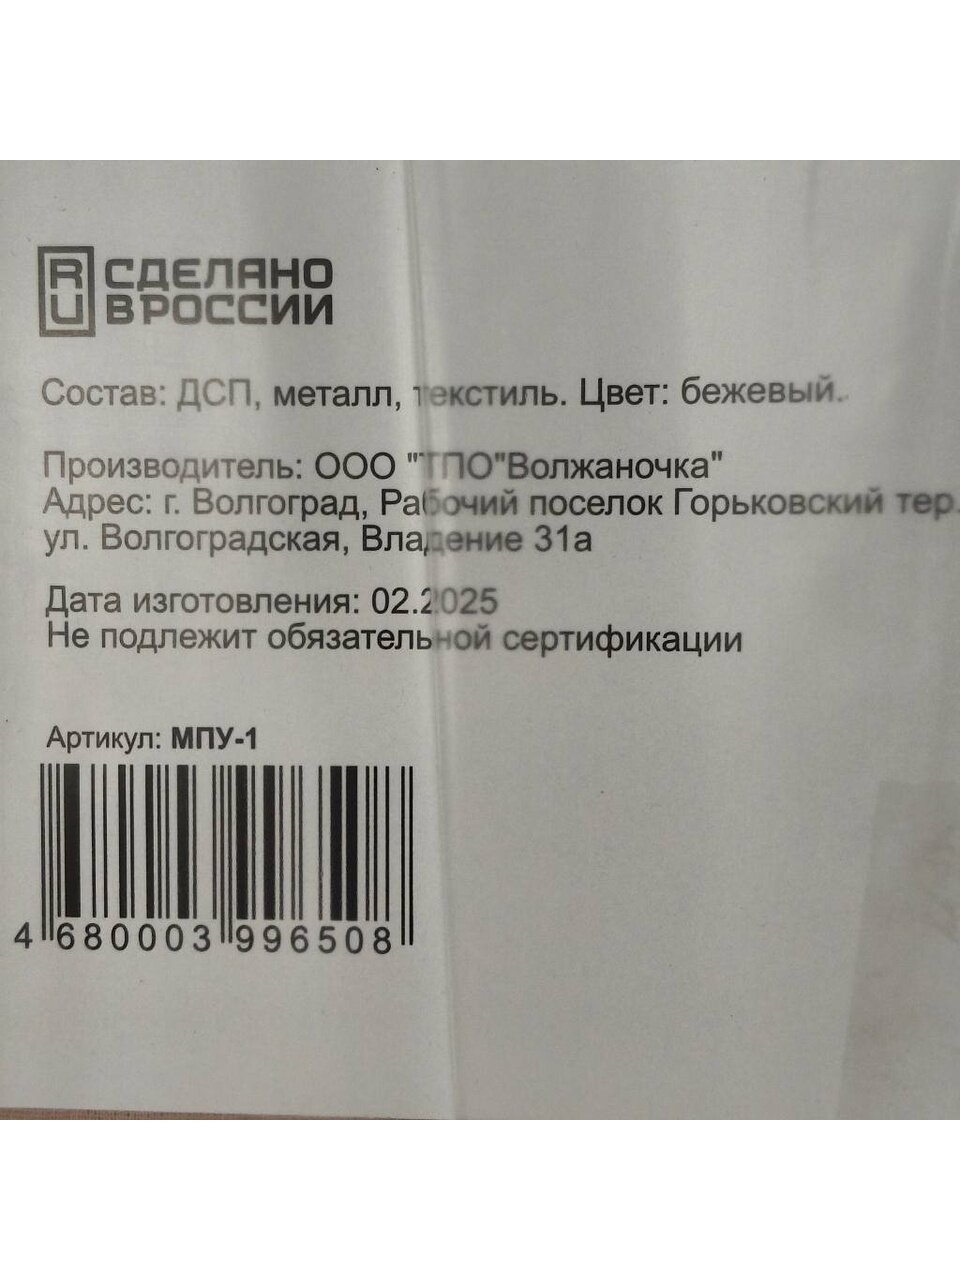 RU СДЕЛАНО
В РОССИИ
Состав: ДСП, металл, текстиль. Цвет: бежевый.
Производитель: ООО "ТПО"Волжаночка"
Адрес: г. Волгоград, Рабочий поселок Горьковский тер.
ул. Волгоградская, Владение 31а
Дата изготовления: 02.2025
Не подлежит обязательной сертификации
Артикул: МПУ-1
4 680003 996508